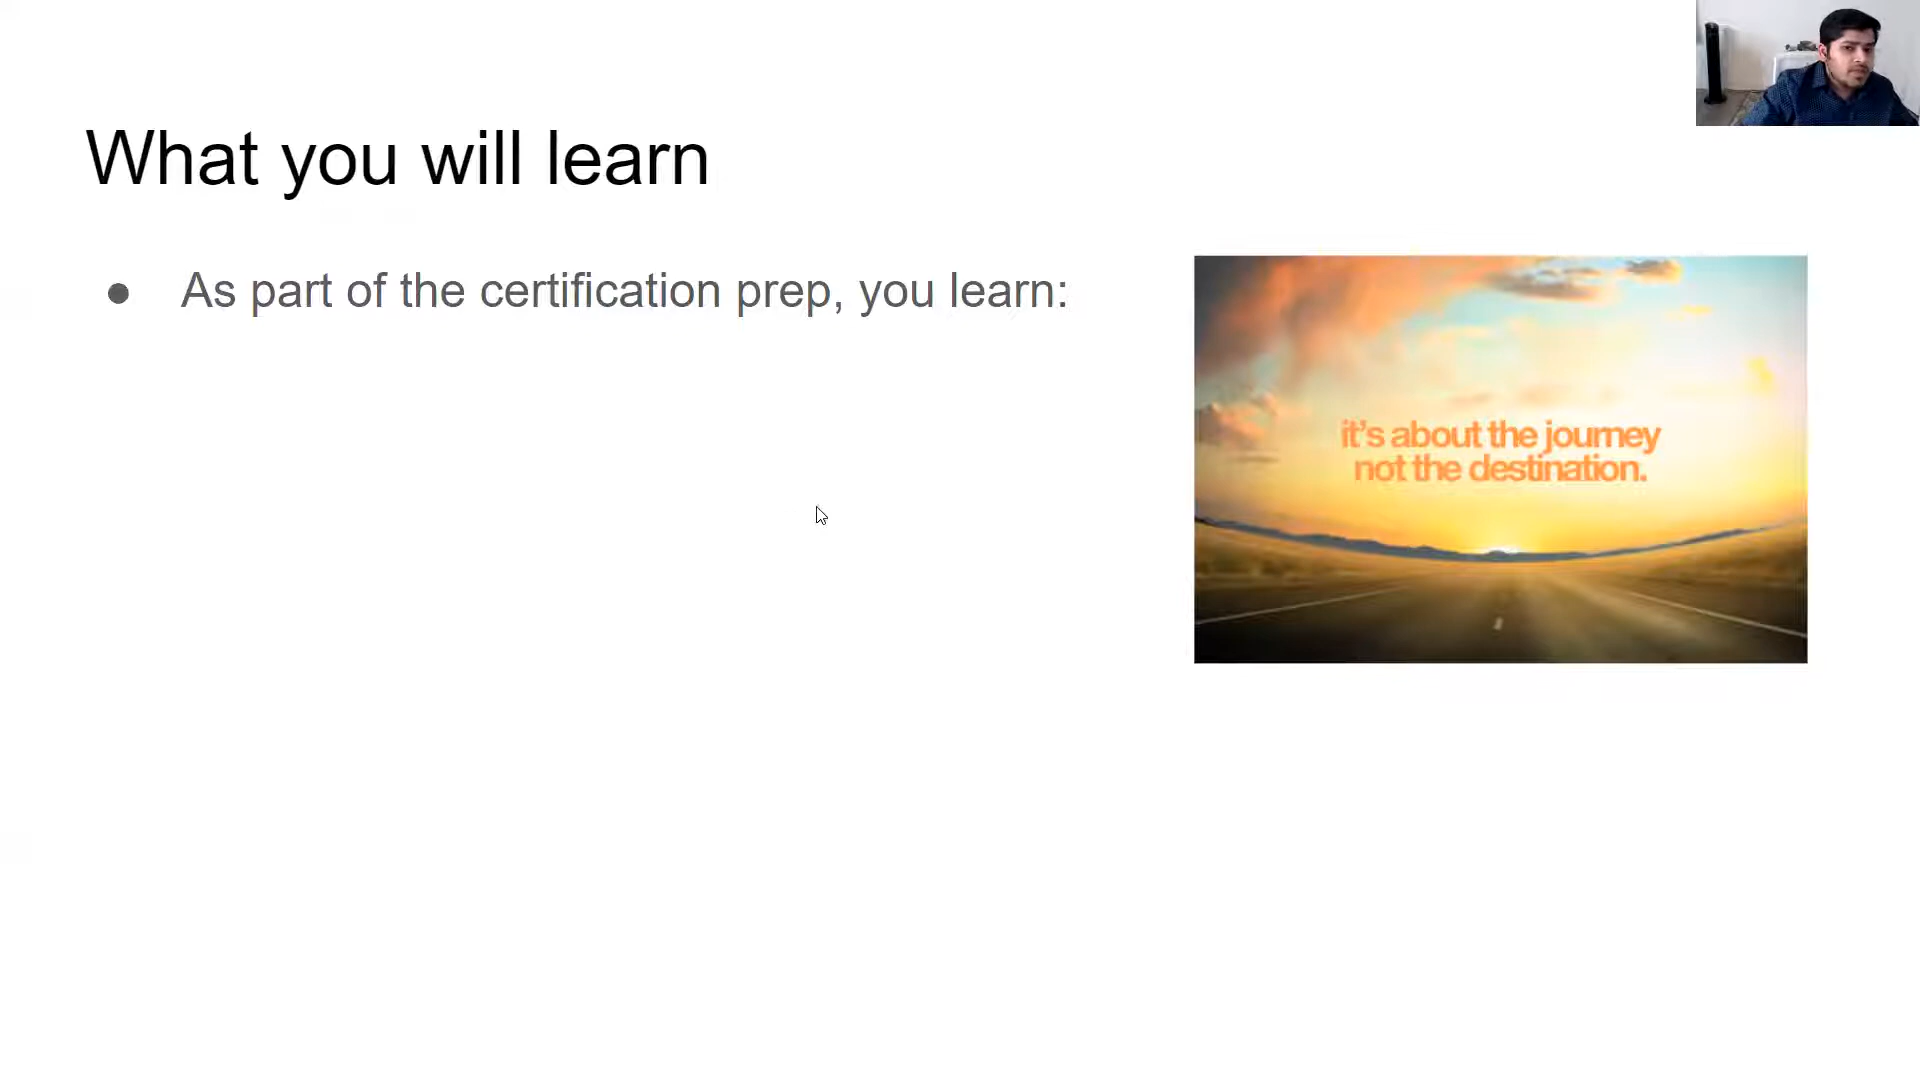 What you will learn
● As part of the certification prep, you learn:
it's about the journey
not the destination.